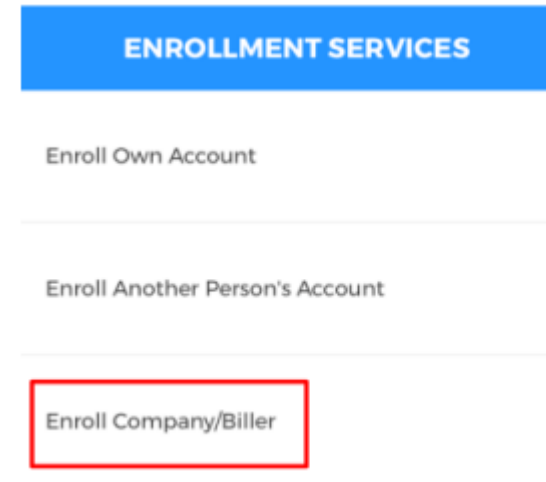 ENROLLMENT SERVICES
Enroll Own Account
Enroll Another Person's Account
Enroll Company/Biller